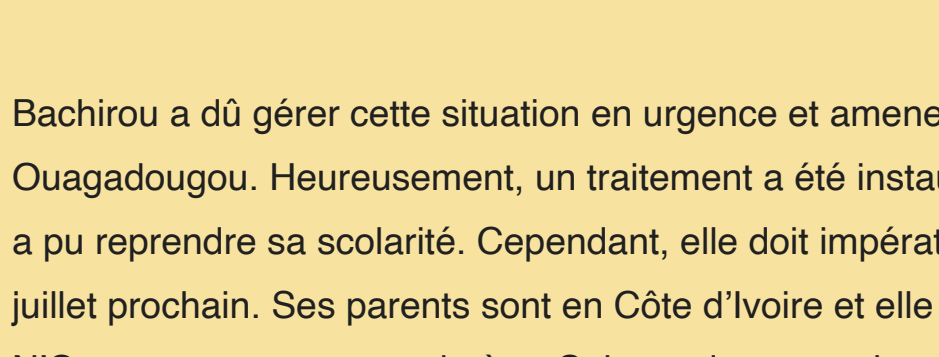 Bachirou a dû gérer cette situation en urgence et amene
Ouagadougou. Heureusement, un traitement a été insta
a pu reprendre sa scolarité. Cependant, elle doit impérat
juillet prochain. Ses parents sont en Côte d’Ivoire et elle